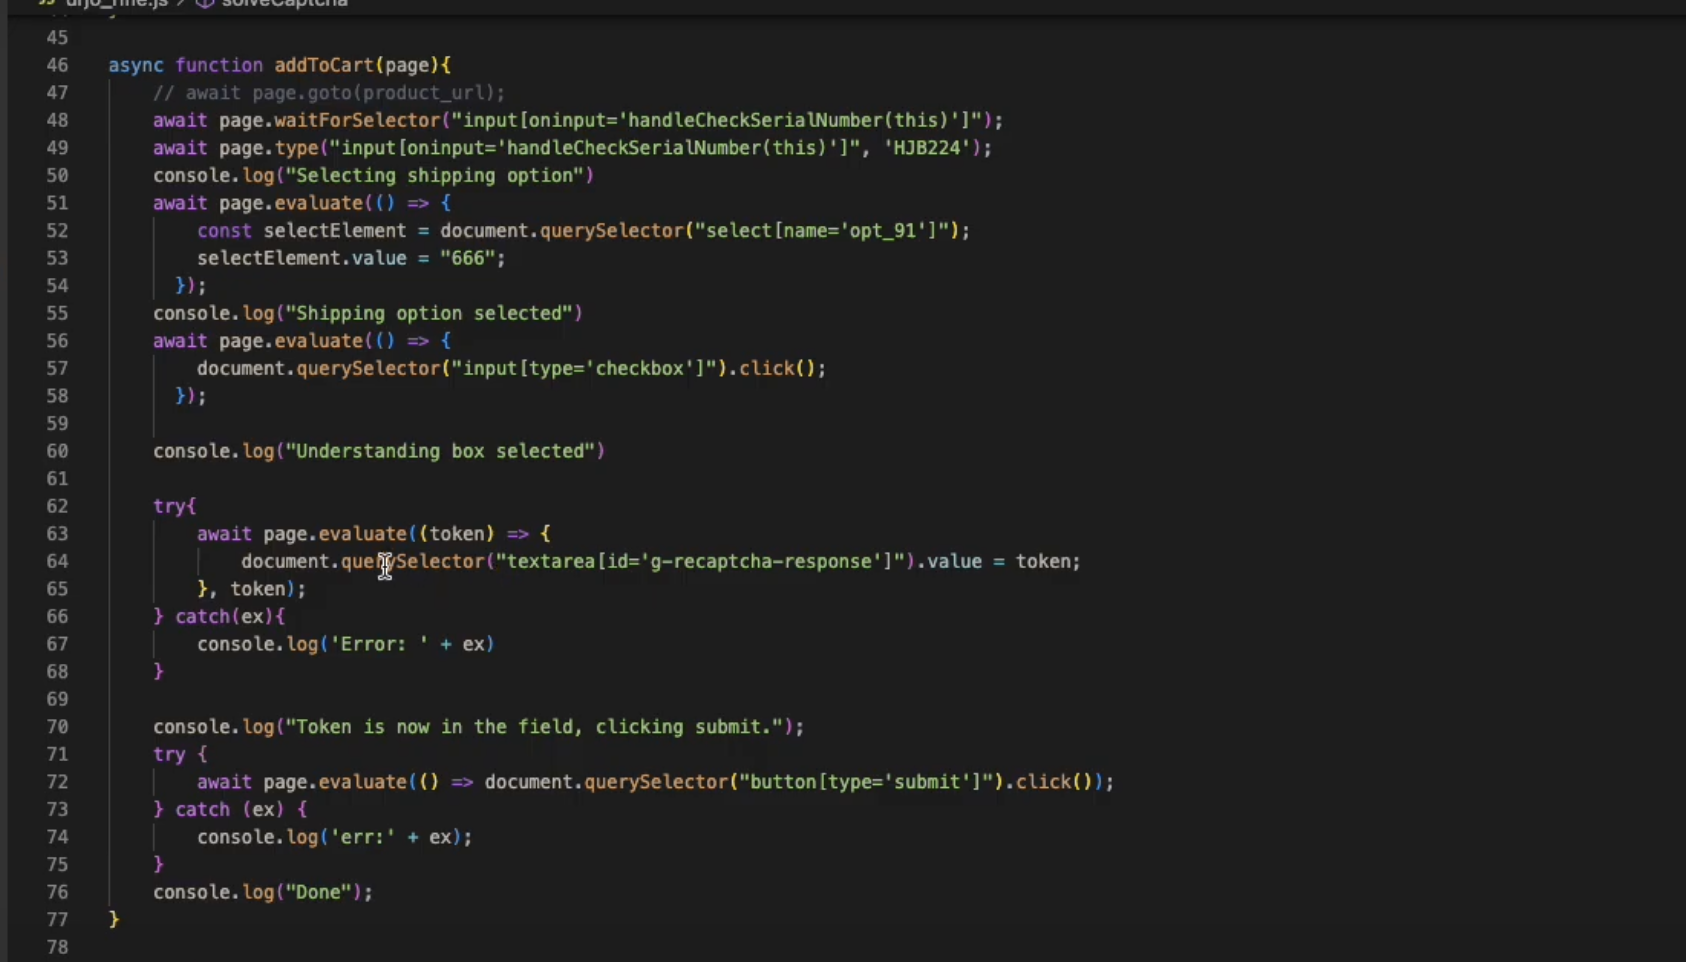 solveCaptcha
45
46 async function addToCart(page){
47 // await page.goto(product_url);
48 await page.waitForSelector("input[oninput='handleCheckSerialNumber(this)']");
49 await page.type("input[oninput='handleCheckSerialNumber(this)']", 'HJB224');
50 console.log("Selecting shipping option")
51 await page.evaluate(() => {
52 const selectElement = document.querySelector("select[name='opt_91']");
53 selectElement.value = "666";
54 });
55 console.log("Shipping option selected")
56 await page.evaluate(() => {
57 document.querySelector("input[type='checkbox']").click();
58 });
59
60 console.log("Understanding box selected")
61
62 try{
63 await page.evaluate((token) => {
64 document.querySelector("textarea[id='g-recaptcha-response']").value = token;
65 }, token);
66 } catch(ex){
67 console.log('Error: ' + ex)
68 }
69
70 console.log("Token is now in the field, clicking submit.");
71 try {
72 await page.evaluate(() => document.querySelector("button[type='submit']").click());
73 } catch (ex) {
74 console.log('err:' + ex);
75 }
76 console.log("Done");
77 }
78